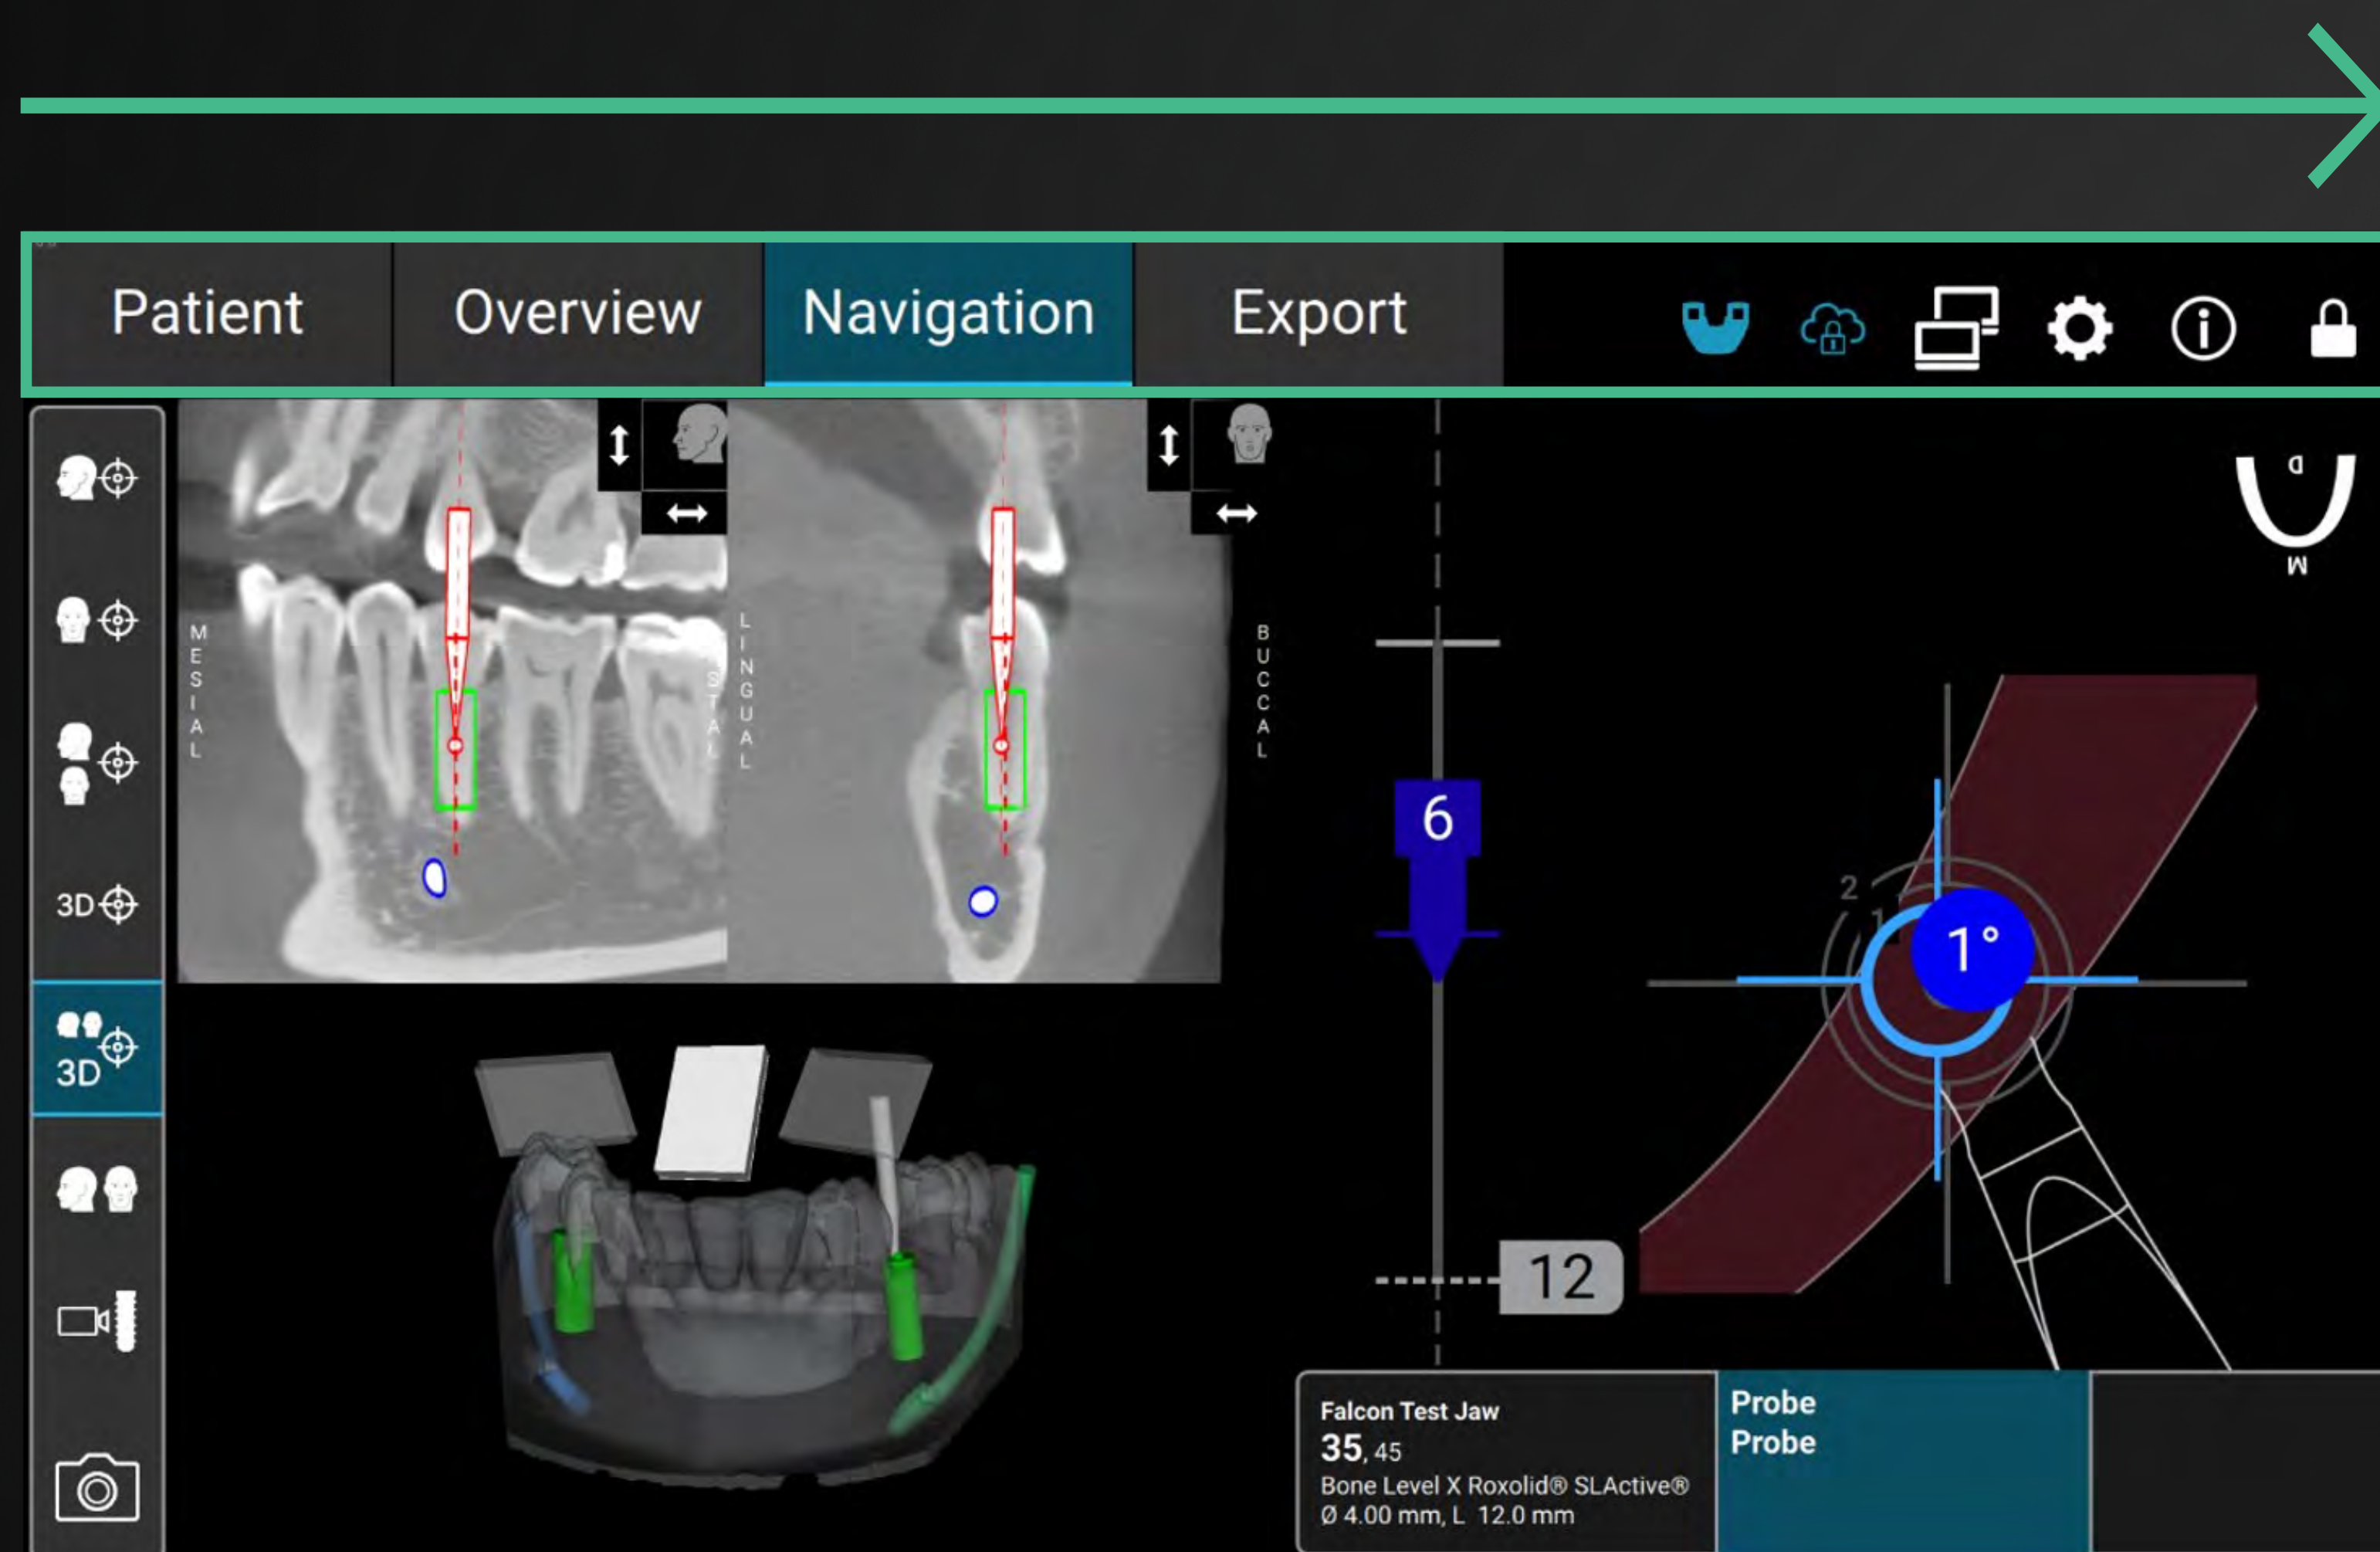 Patient
Overview
Navigation
Export
MESIAL
LINGUAL
BUCCAL
D
M
3D
3D
6
2
1
1°
12
Falcon Test Jaw
35, 45
Bone Level X Roxolid® SLActive®
Ø 4.00 mm, L 12.0 mm
Probe
Probe